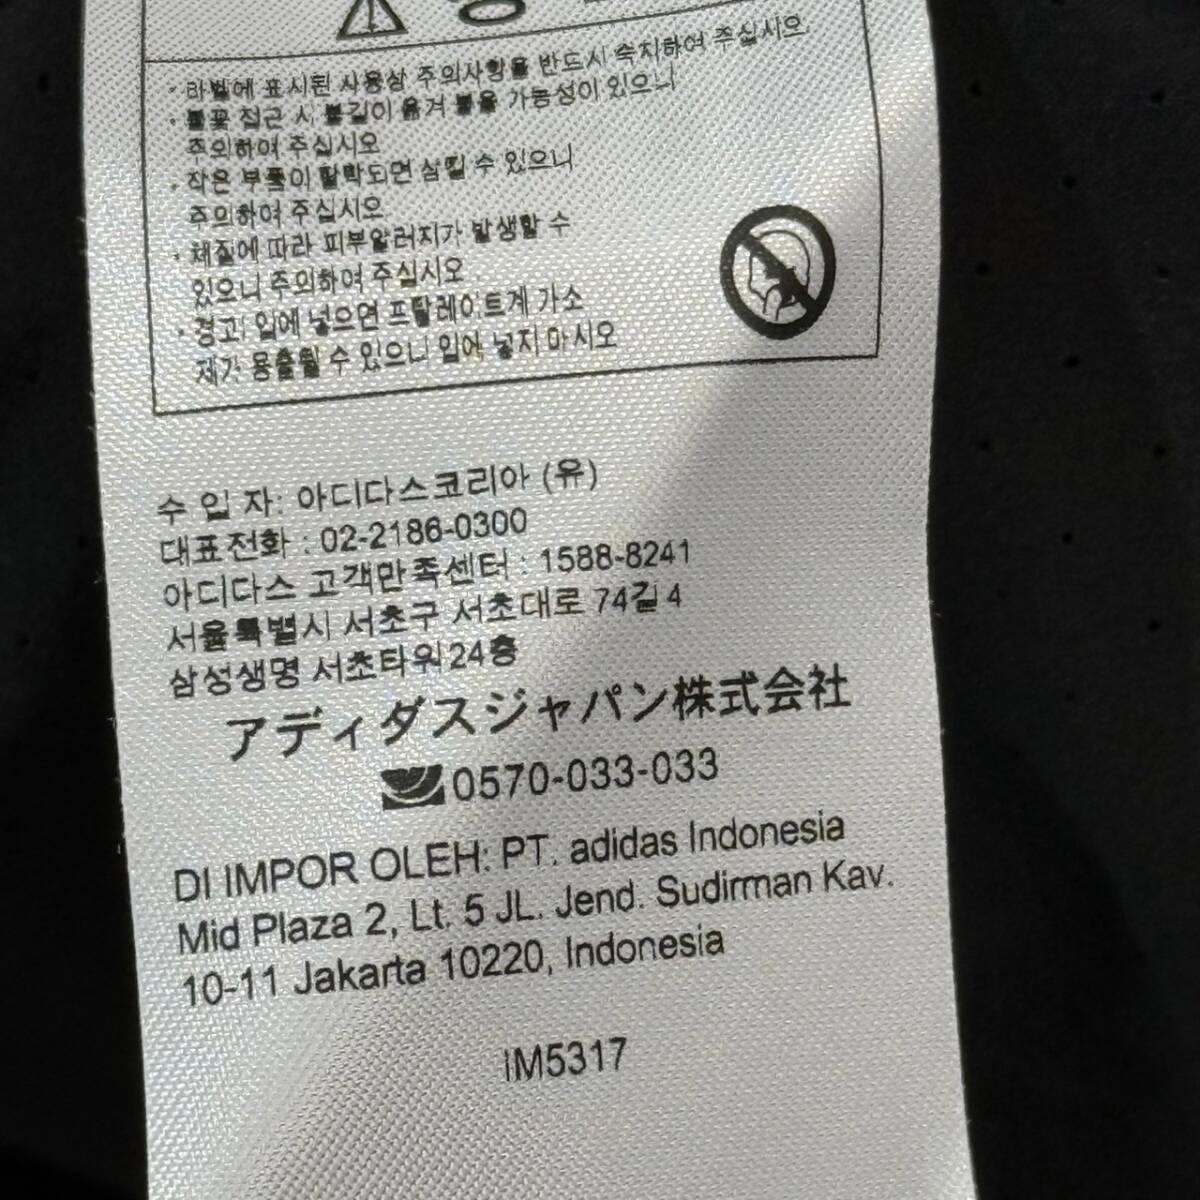 • 라벨에 표시된 사용상 주의사항을 반드시 숙지하여 주십시오
• 불꽃 접근 시 불길이 옮겨 붙을 가능성이 있으니
주의하여 주십시오
• 작은 부품이 탈락되면 삼킬 수 있으니
주의하여 주십시오
• 체질에 따라 피부알러지가 발생할 수
있으니 주의하여 주십시오
• 경고! 입에 넣으면 프탈레이트계 가소
제가 용출될 수 있으니 입에 넣지 마시오
수 입 자: 아디다스코리아 (유)
대표전화 : 02-2186-0300
아디다스 고객만족센터 : 1588-8241
서울특별시 서초구 서초대로 74길 4
삼성생명 서초타워 24층
アディダスジャパン株式会社
0570-033-033
DI IMPOR OLEH: PT. adidas Indonesia
Mid Plaza 2, Lt. 5 JL. Jend. Sudirman Kav.
10-11 Jakarta 10220, Indonesia
IM5317